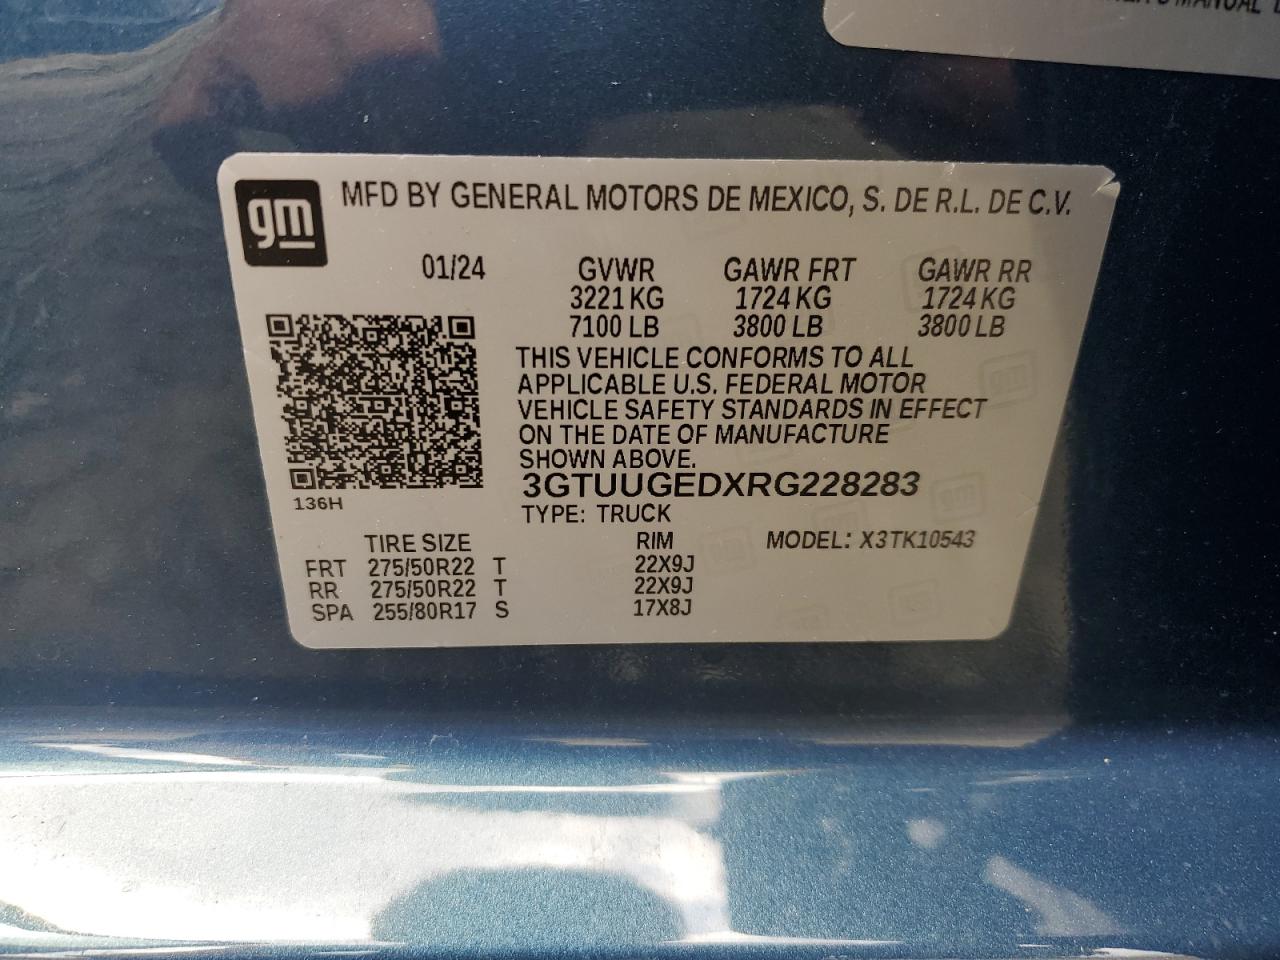 MANUAL
gm
MFD BY GENERAL MOTORS DE MEXICO, S. DE R.L. DE C.V.
01/24 GVWR GAWR FRT GAWR RR
3221 KG 1724 KG 1724 KG
7100 LB 3800 LB 3800 LB
THIS VEHICLE CONFORMS TO ALL
APPLICABLE U.S. FEDERAL MOTOR
VEHICLE SAFETY STANDARDS IN EFFECT
ON THE DATE OF MANUFACTURE
SHOWN ABOVE.
3GTUUGEDXRG228283
136H
TYPE: TRUCK
TIRE SIZE RIM MODEL: X3TK10543
FRT 275/50R22 T 22X9J
RR 275/50R22 T 22X9J
SPA 255/80R17 S 17X8J